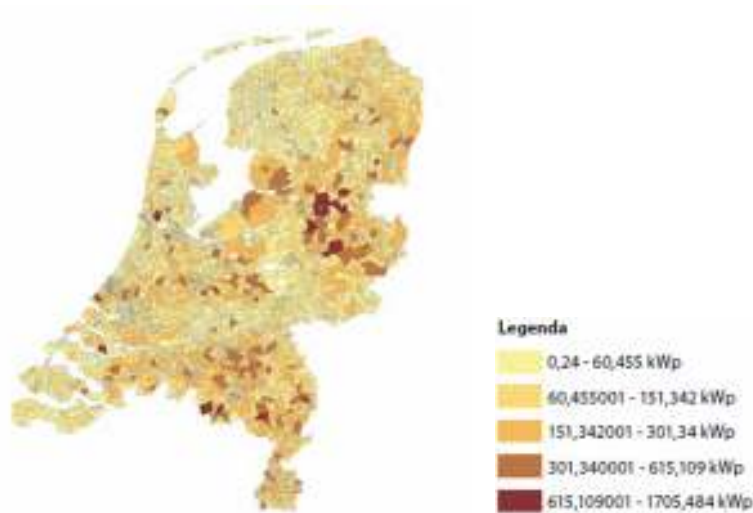 Legenda
0,24 - 60,455 kWp
60,455001 - 151,342 kWp
151,342001 - 301,34 kWp
301,340001 - 615,109 kWp
615,109001 - 1705,484 kWp